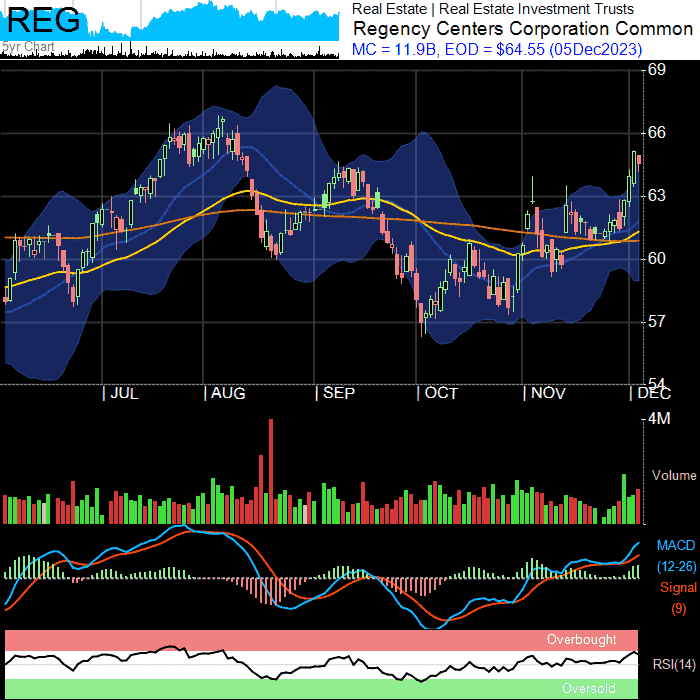 REG
5yr Chart
Real Estate | Real Estate Investment Trusts
Regency Centers Corporation Common
MC = 11.9B, EOD = $64.55 (05Dec2023)
69
66
63
60
57
54
| JUL | AUG | SEP | OCT | NOV | DEC
4M
Volume
MACD
(12-26)
Signal
(9)
Overbought
RSI(14)
Oversold